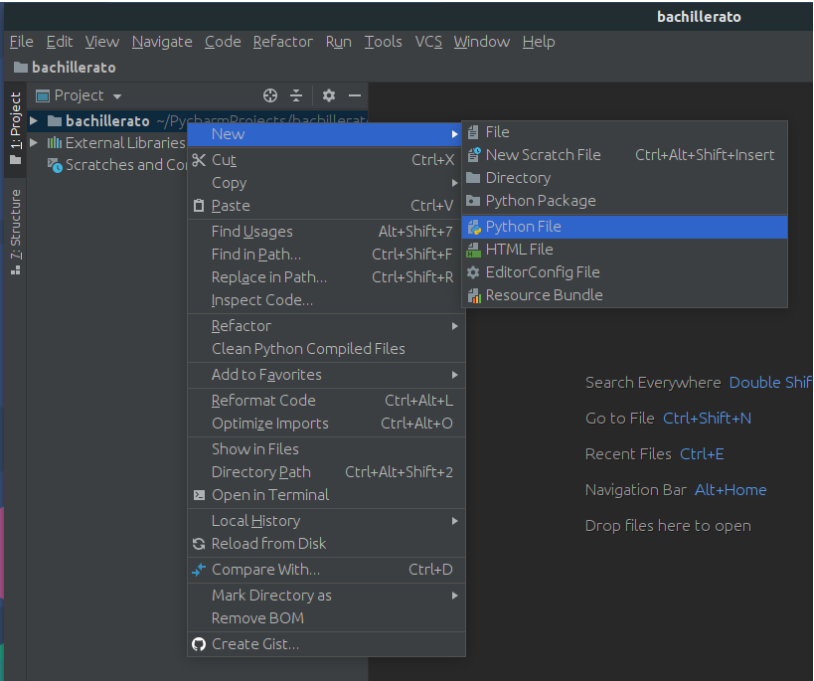 bachillerato
File Edit View Navigate Code Refactor Run Tools VCS Window Help
bachillerato
1: Project
Project
bachillerato ~/PycharmProjects/bachillerat
External Libraries
Scratches and Co
7: Structure
New
Cut Ctrl+X
Copy
Paste Ctrl+V
Find Usages Alt+Shift+7
Find in Path... Ctrl+Shift+F
Replace in Path... Ctrl+Shift+R
Inspect Code...
Refactor
Clean Python Compiled Files
Add to Favorites
Reformat Code Ctrl+Alt+L
Optimize Imports Ctrl+Alt+O
Show in Files
Directory Path Ctrl+Alt+Shift+2
Open in Terminal
Local History
Reload from Disk
Compare With... Ctrl+D
Mark Directory as
Remove BOM
Create Gist...
File
New Scratch File Ctrl+Alt+Shift+Insert
Directory
Python Package
Python File
HTML File
EditorConfig File
Resource Bundle
Search Everywhere Double Shif
Go to File Ctrl+Shift+N
Recent Files Ctrl+E
Navigation Bar Alt+Home
Drop files here to open